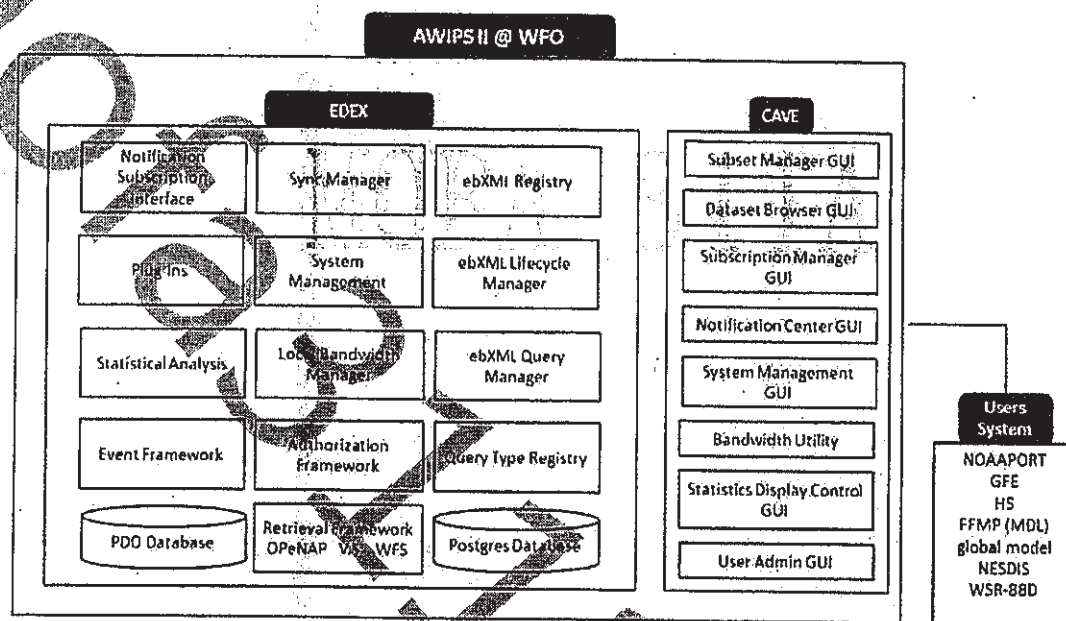 AWIPS II @ WFO
EDEX
Notification
Subscription
Interface
Sync Manager
ebXML Registry
Plug-Ins
System
Management
ebXML Lifecycle
Manager
Statistical Analysis
Local Bandwidth
Manager
ebXML Query
Manager
Event Framework
Authorization
Framework
Query Type Registry
PDO Database
Retrieval Framework
OPeNAP WFS
Postgres Database
CAVE
Subset Manager GUI
Dataset Browser GUI
Subscription Manager
GUI
Notification Center GUI
System Management
GUI
Bandwidth Utility
Statistics Display Control
GUI
User Admin GUI
Users
System
NOAAPORT
GFE
HS
FFMP (MDL)
global model
NESDIS
WSR-88D